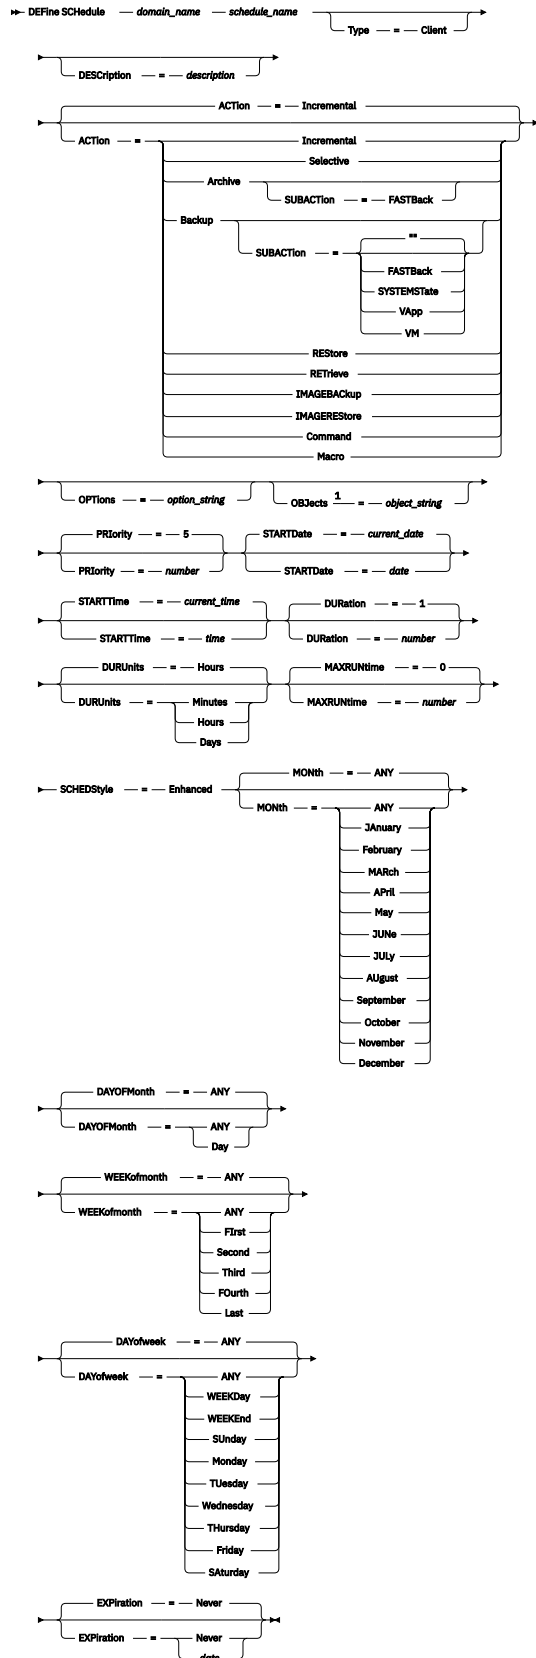 DEFine SCHedule — domain_name — schedule_name
Type — = — Client
DESCription — = — description
ACTion — = — Incremental
ACTion — = — Incremental
Selective
Archive
SUBACTion — = — FASTBack
Backup
""
SUBACTion — =
FASTBack
SYSTEMSTate
VApp
VM
REStore
RETrieve
IMAGEBACkup
IMAGEREStore
Command
Macro
OPTions — = — option_string
OBJects 1 = — object_string
PRIority — = — 5
STARTDate — = — current_date
PRIority — = — number
STARTDate — = — date
STARTTime — = — current_time
DURation — = — 1
STARTTime — = — time
DURation — = — number
DURUnits — = — Hours
MAXRUNtime — = — 0
DURUnits — = — Minutes
MAXRUNtime — = — number
Hours
Days
MONth — = — ANY
SCHEDStyle — = — Enhanced
MONth — = — ANY
JAnuary
February
MARch
APril
May
JUNe
JULy
AUgust
September
October
November
December
DAYOFMonth — = — ANY
DAYOFMonth — = — ANY
Day
WEEKofmonth — = — ANY
WEEKofmonth — = — ANY
FIrst
Second
Third
FOurth
Last
DAYofweek — = — ANY
DAYofweek — = — ANY
WEEKDay
WEEKEnd
SUnday
Monday
TUesday
Wednesday
THursday
Friday
SAturday
EXPiration — = — Never
EXPiration — = — Never
date